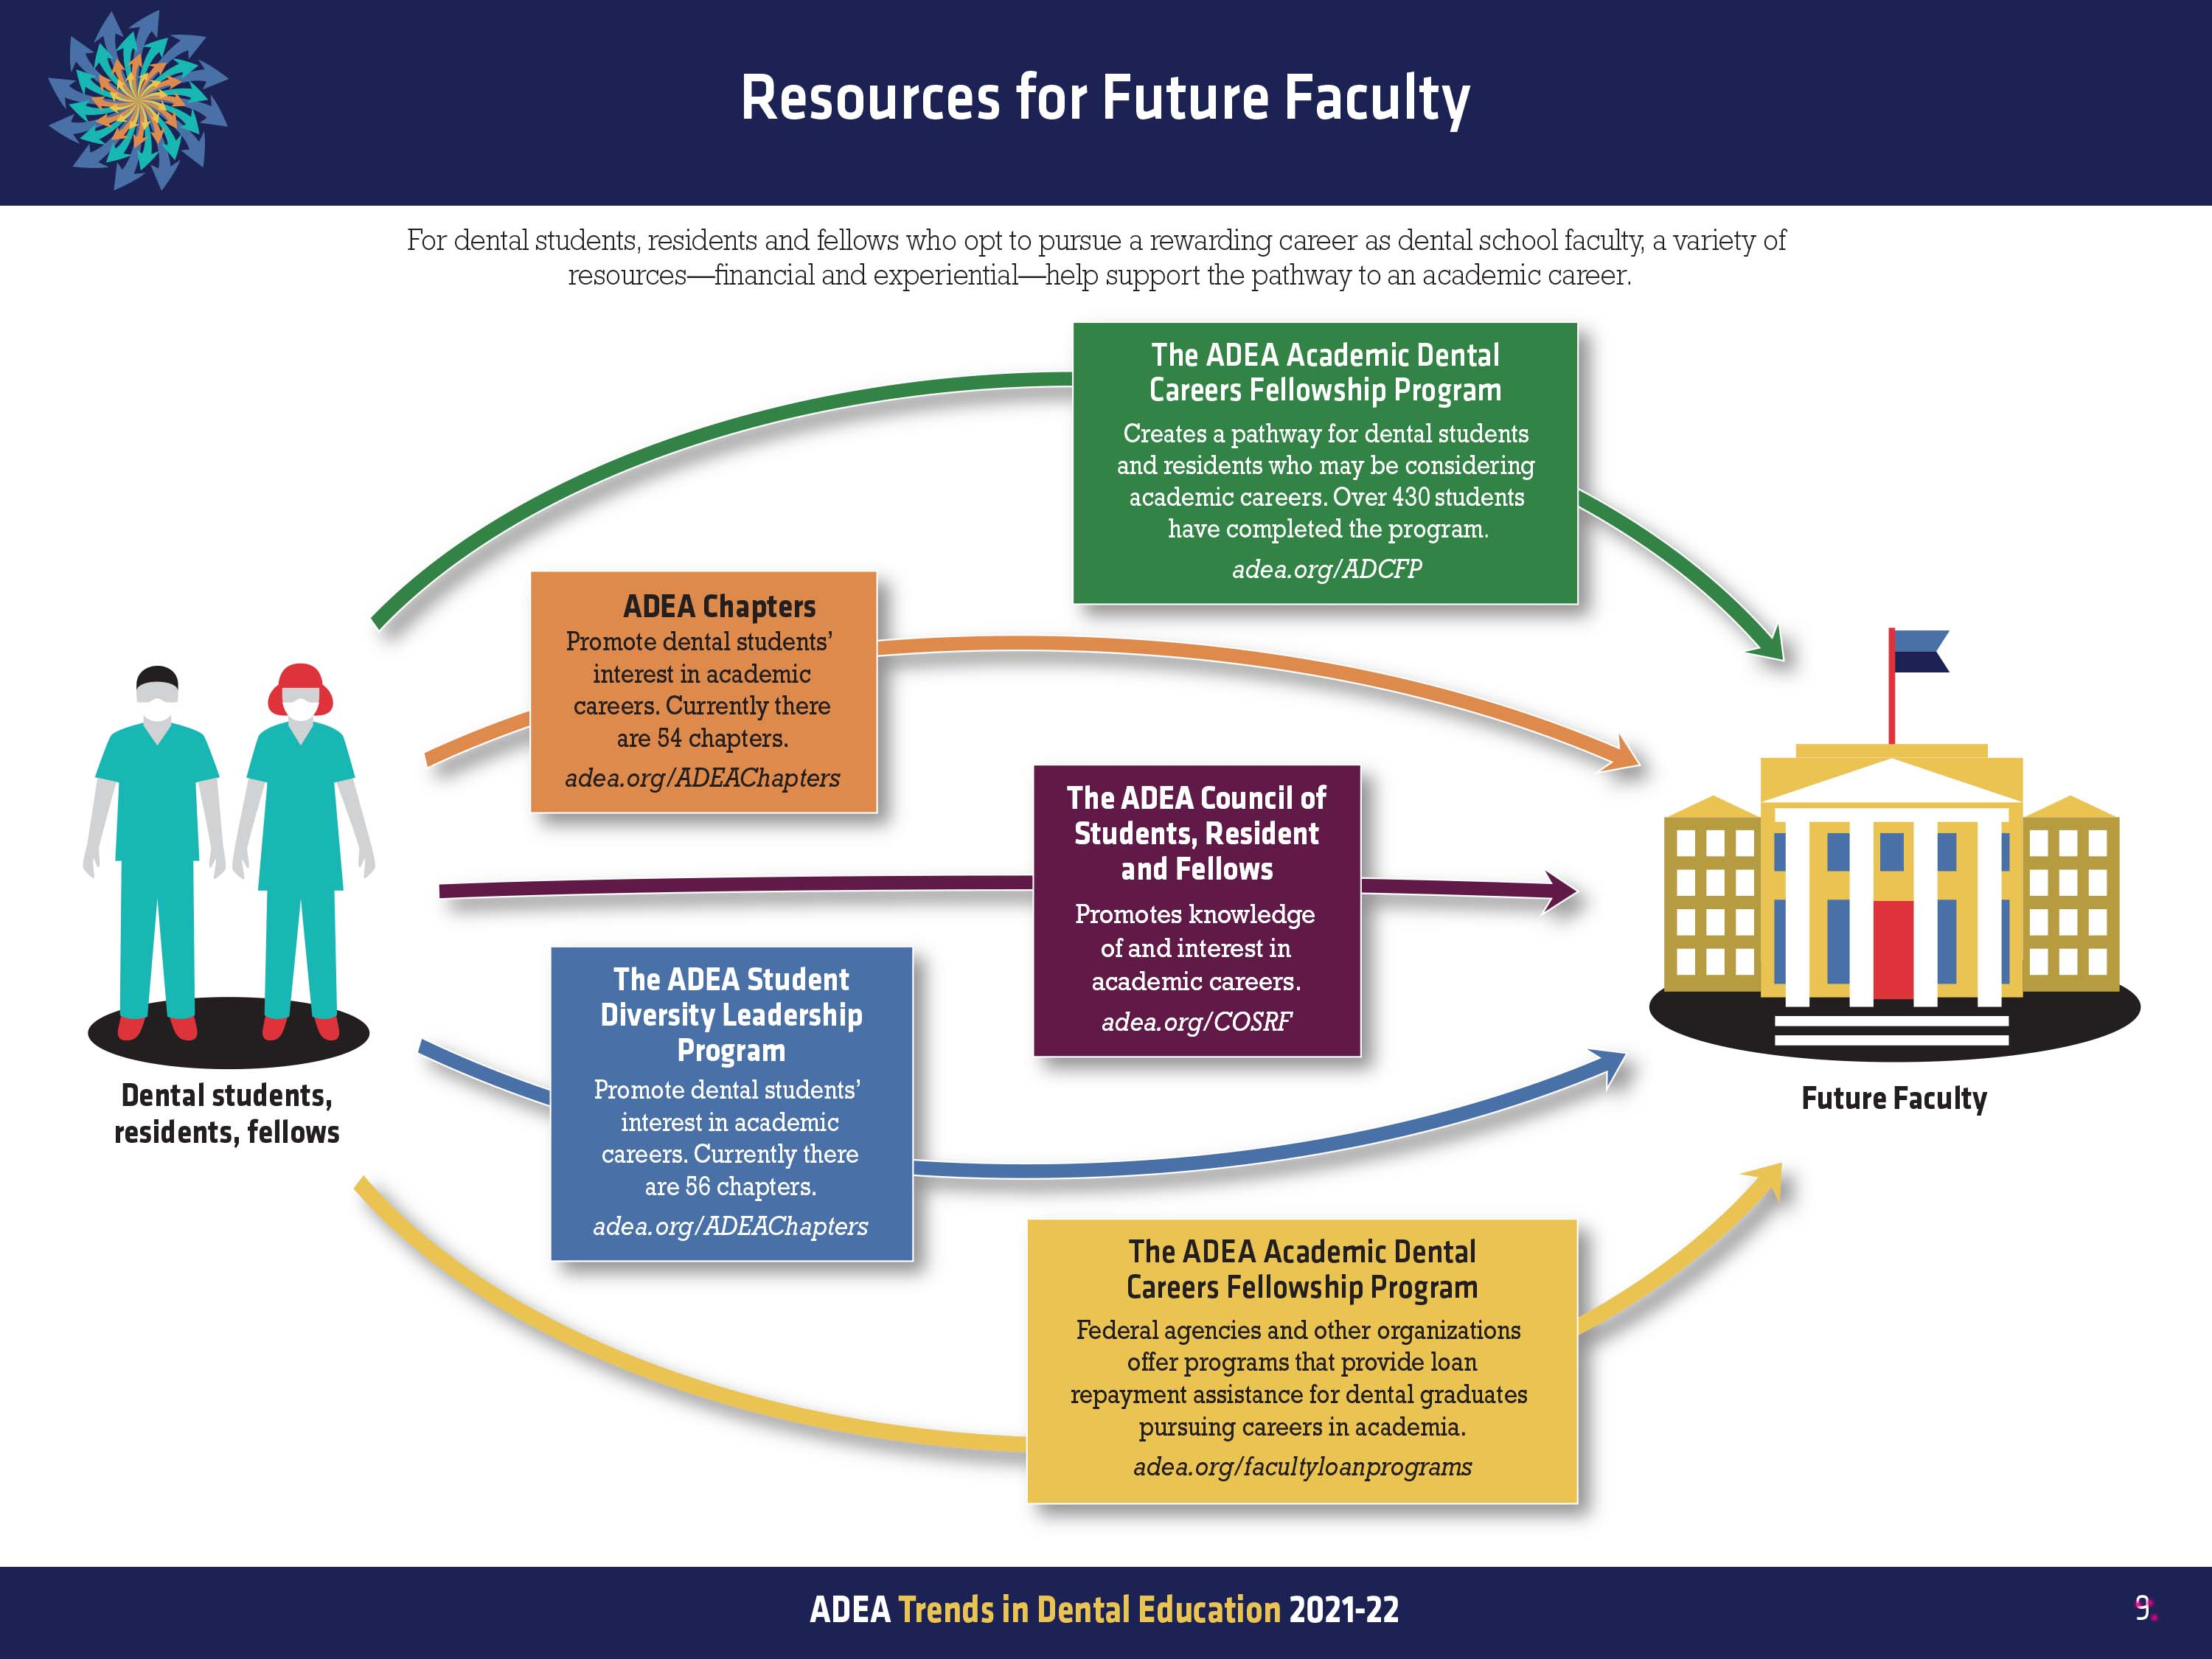 Resources for Future Faculty
For dental students, residents and fellows who opt to pursue a rewarding career as dental school faculty, a variety of
resources—financial and experiential—help support the pathway to an academic career.
The ADEA Academic Dental
Careers Fellowship Program
Creates a pathway for dental students
and residents who may be considering
academic careers. Over 430 students
have completed the program.
adea.org/ADCFP
ADEA Chapters
Promote dental students’
interest in academic
careers. Currently there
are 54 chapters.
adea.org/ADEAChapters
The ADEA Council of
Students, Resident
and Fellows
Promotes knowledge
of and interest in
academic careers.
adea.org/COSRF
The ADEA Student
Diversity Leadership
Program
Promote dental students’
interest in academic
careers. Currently there
are 56 chapters.
adea.org/ADEAChapters
The ADEA Academic Dental
Careers Fellowship Program
Federal agencies and other organizations
offer programs that provide loan
repayment assistance for dental graduates
pursuing careers in academia.
adea.org/facultyloanprograms
Dental students,
residents, fellows
Future Faculty
ADEA Trends in Dental Education 2021-22
9